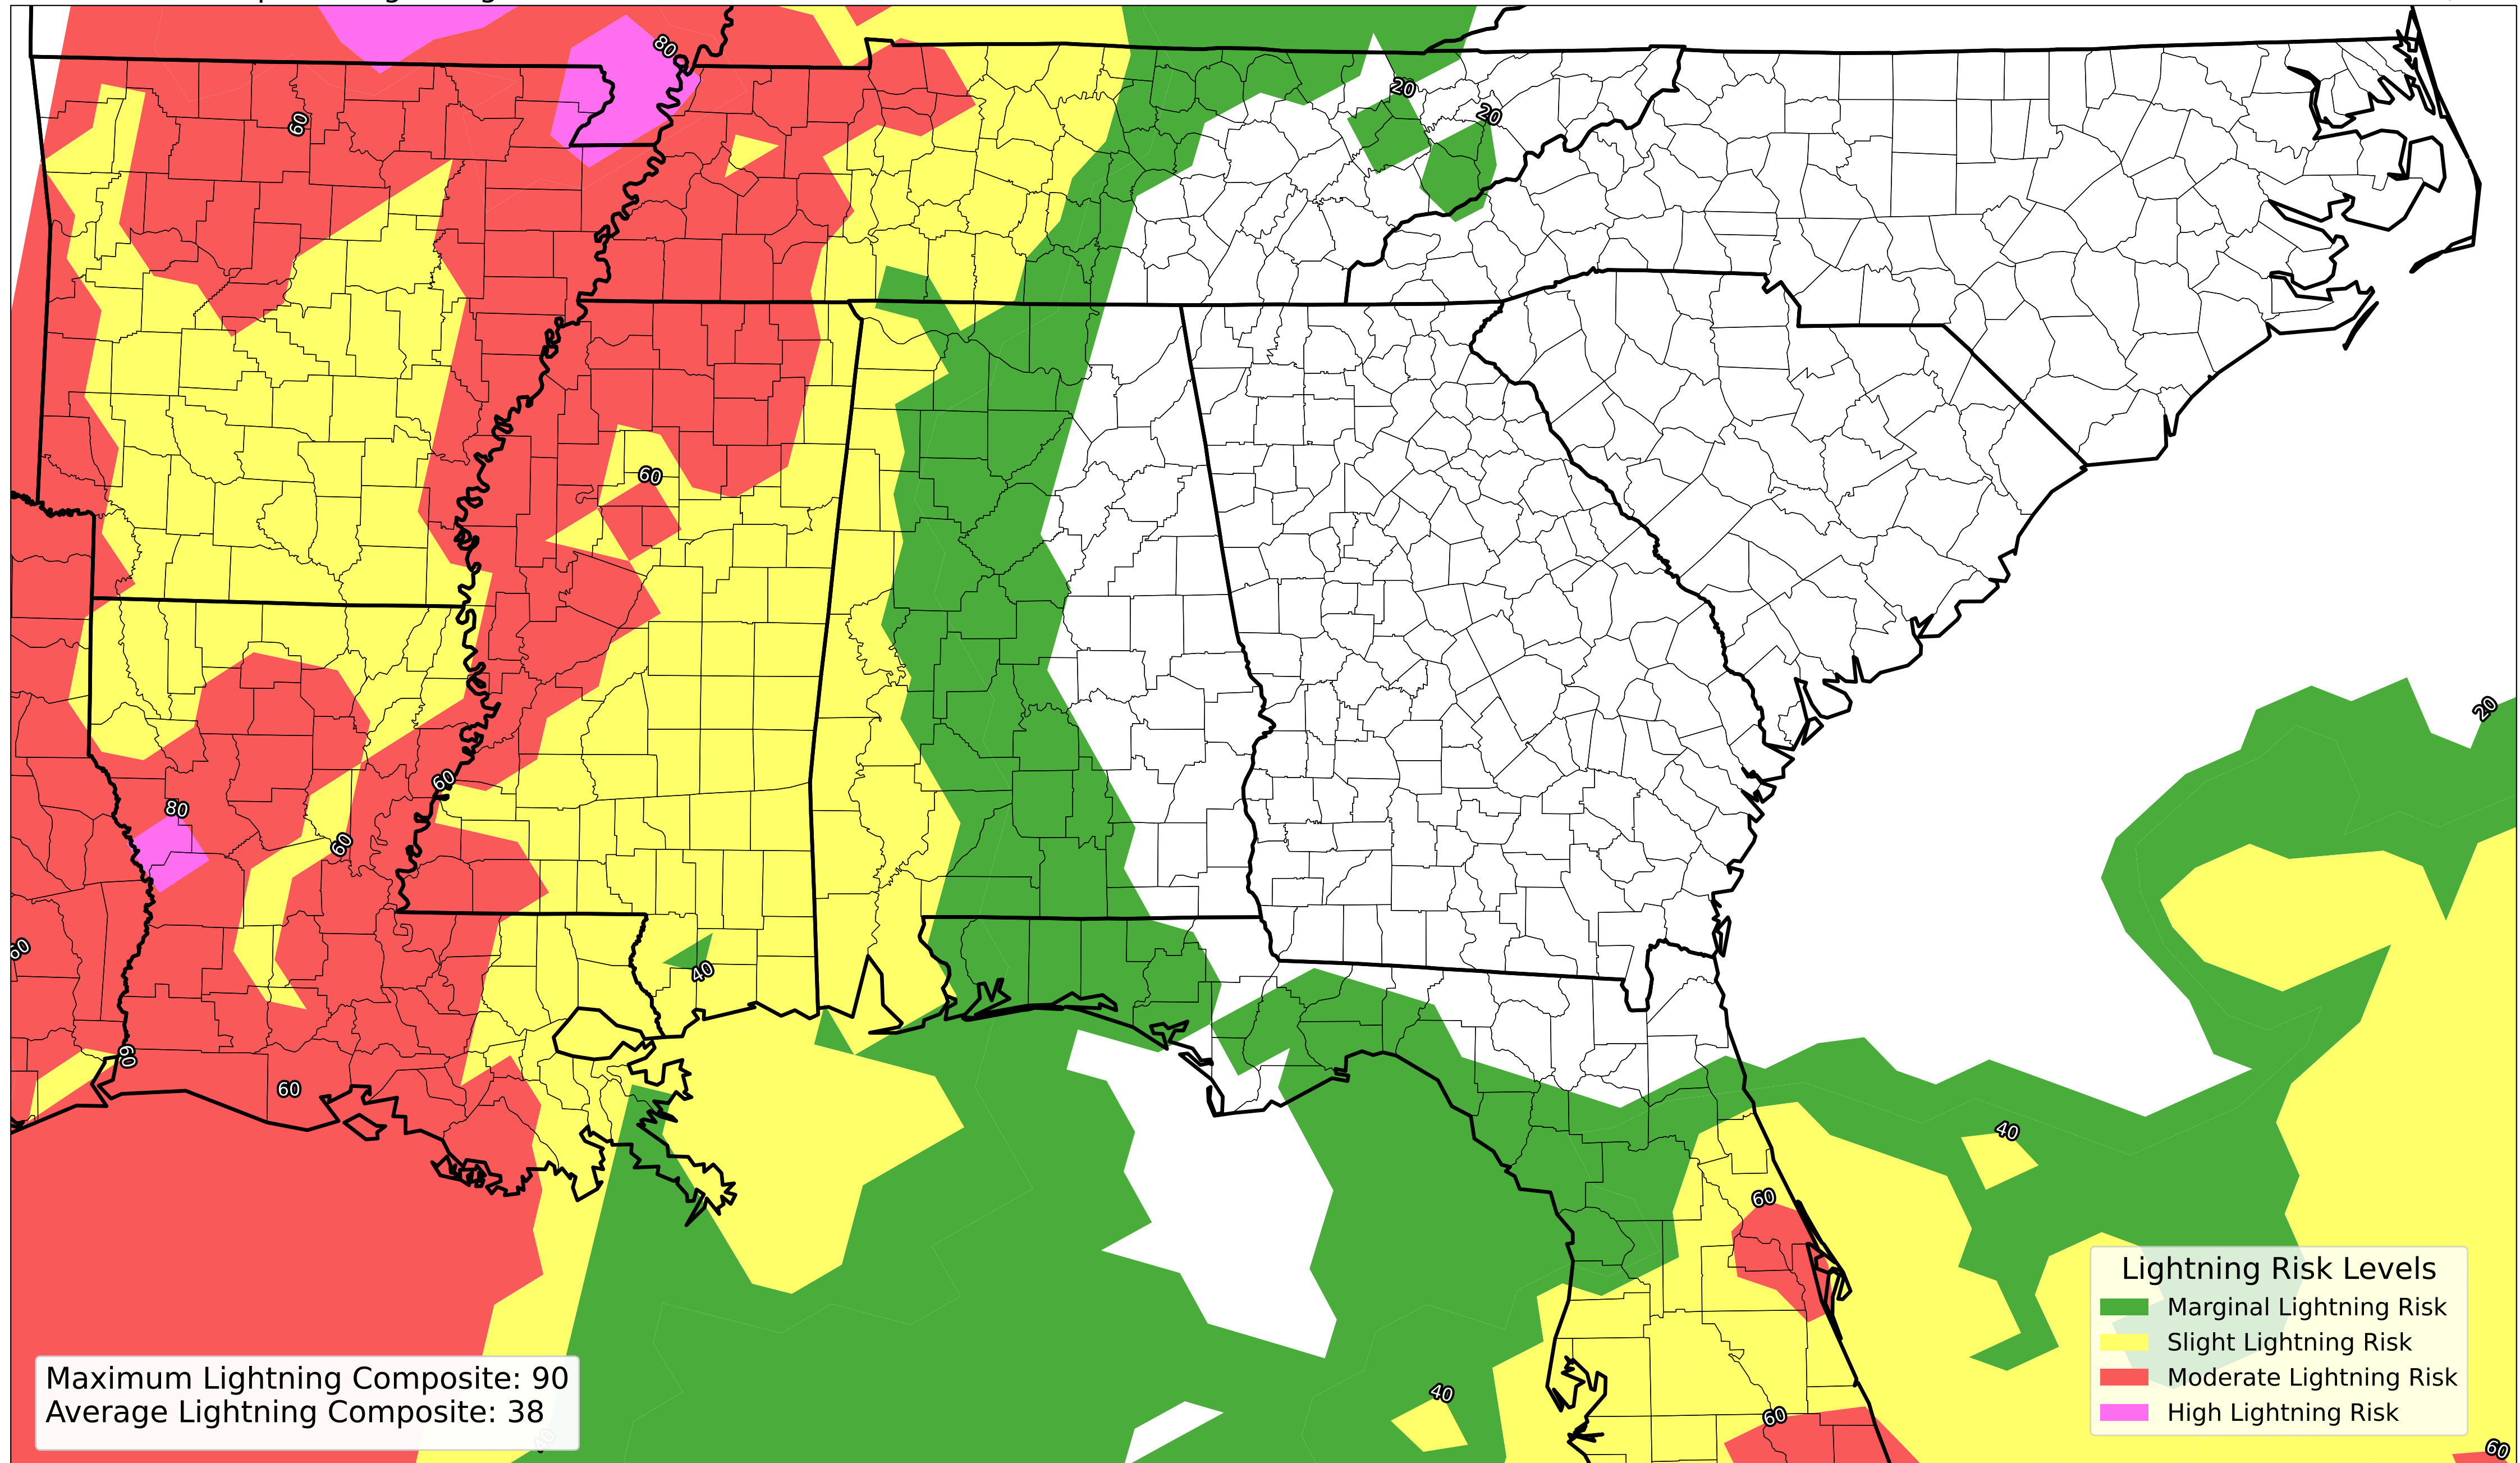 80
20
20
60
60
20
60
80
60
60
40
60
60
60
40
60
Lightning Risk Levels
Marginal Lightning Risk
Slight Lightning Risk
Moderate Lightning Risk
High Lightning Risk
Maximum Lightning Composite: 90
Average Lightning Composite: 38
40
60
40
60